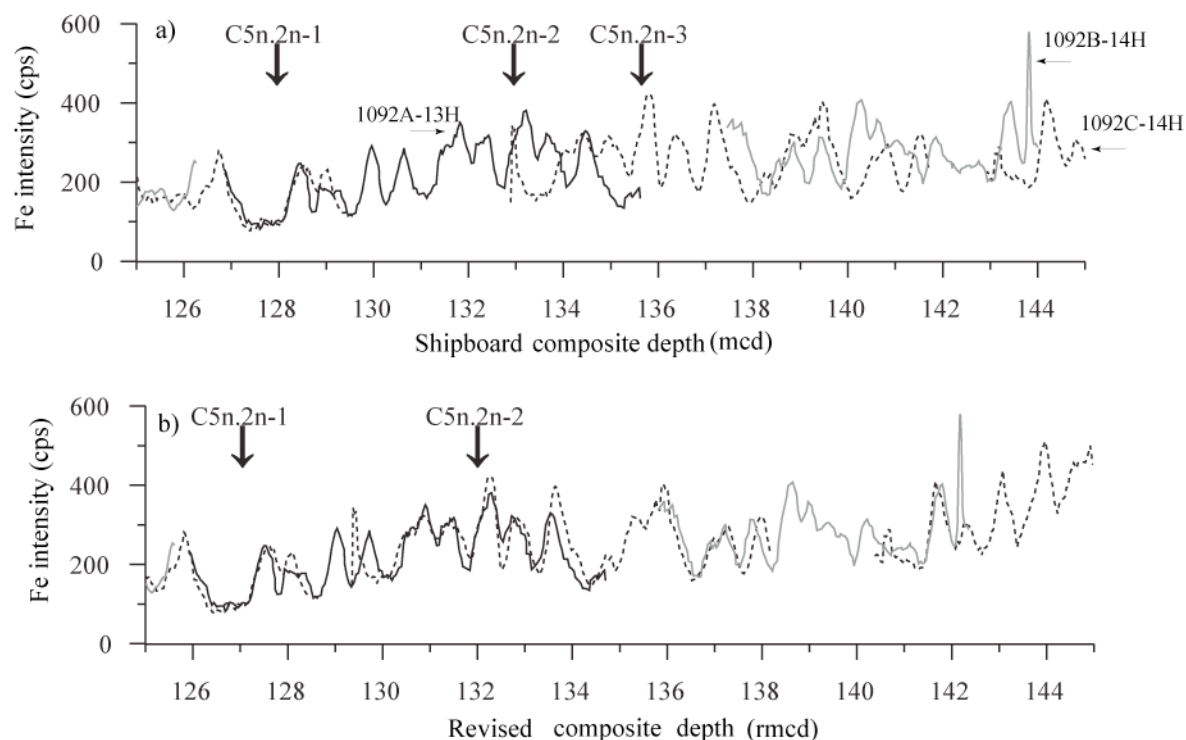 a)
C5n.2n-1 C5n.2n-2 C5n.2n-3
1092B-14H
1092A-13H
1092C-14H
Fe intensity (cps)
600
400
200
0
126 128 130 132 134 136 138 140 142 144
Shipboard composite depth (mcd)
b)
C5n.2n-1 C5n.2n-2
Fe intensity (cps)
600
400
200
0
126 128 130 132 134 136 138 140 142 144
Revised composite depth (rmcd)